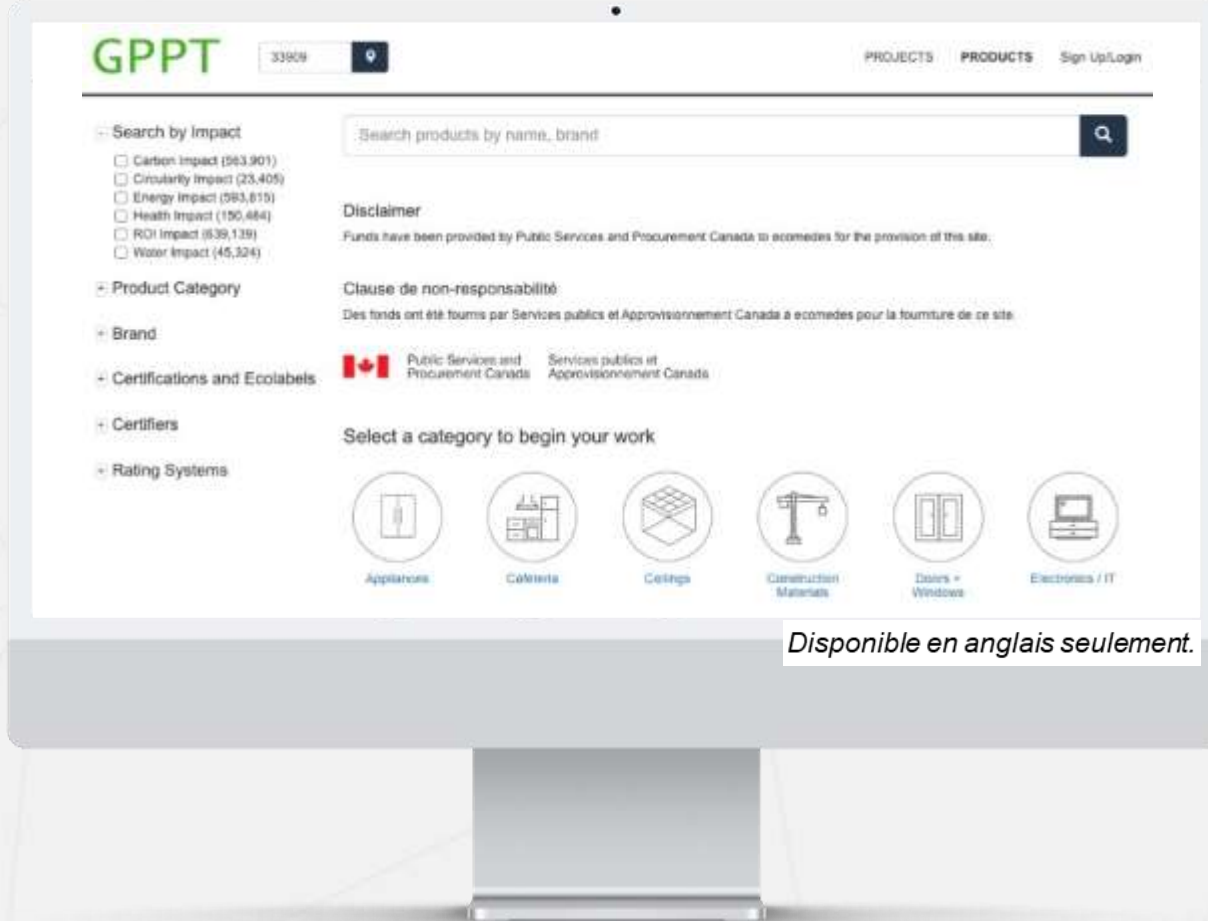 GPPT
33909
PROJECTS PRODUCTS Sign Up/Login
Search by Impact
Carbon Impact (563,901)
Circularity Impact (23,405)
Energy Impact (593,815)
Health Impact (150,484)
ROI Impact (639,139)
Water Impact (45,324)
Product Category
Brand
Certifications and Ecolabels
Certifiers
Rating Systems
Search products by name, brand
Disclaimer
Funds have been provided by Public Services and Procurement Canada to ecomedes for the provision of this site.
Clause de non-responsabilité
Des fonds ont été fournis par Services publics et Approvisionnement Canada à ecomedes pour la fourniture de ce site.
Public Services and
Procurement Canada
Services publics et
Approvisionnement Canada
Select a category to begin your work
Appliances
Cafeteria
Ceilings
Construction
Materials
Doors +
Windows
Electronics / IT
Disponible en anglais seulement.